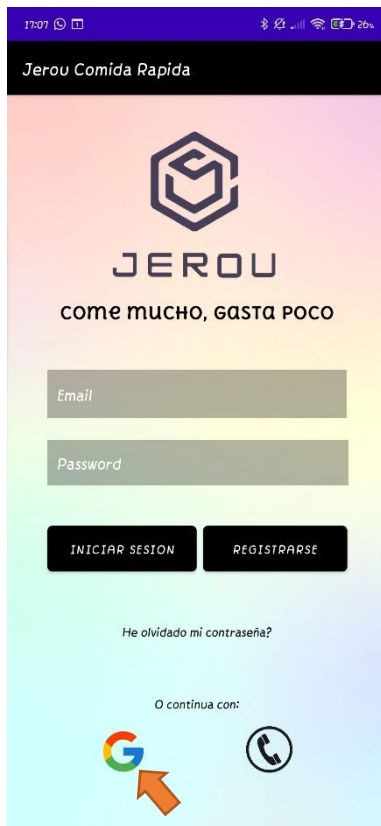 17:07 26%
Jerou Comida Rapida
JEROU
come mucho, gasta poco
Email
Password
INICIAR SESION REGISTRARSE
He olvidado mi contraseña?
O continua con:
G